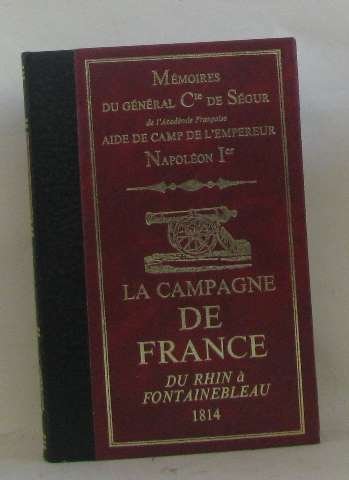 MÉMOIRES
DU GÉNÉRAL Cte DE SÉGUR
de l'Académie Française
AIDE DE CAMP DE L'EMPEREUR
NAPOLÉON Ier
LA CAMPAGNE
DE
FRANCE
DU RHIN à
FONTAINEBLEAU
1814